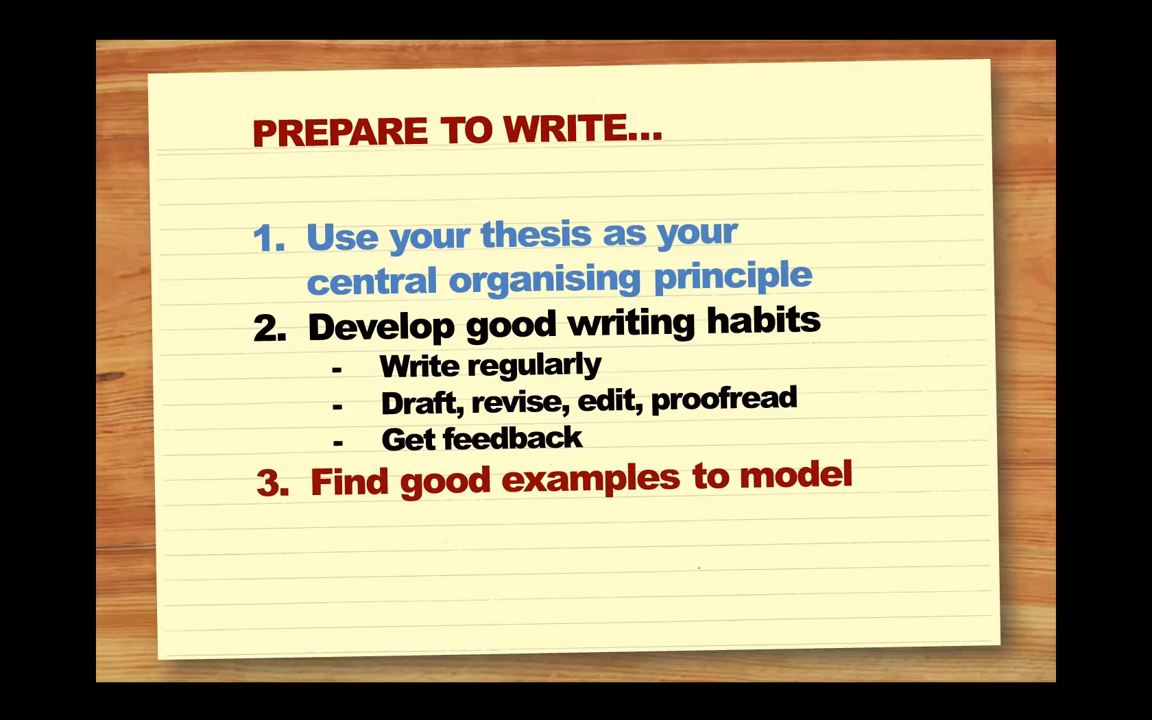 PREPARE TO WRITE...
1. Use your thesis as your
central organising principle
2. Develop good writing habits
- Write regularly
- Draft, revise, edit, proofread
- Get feedback
3. Find good examples to model